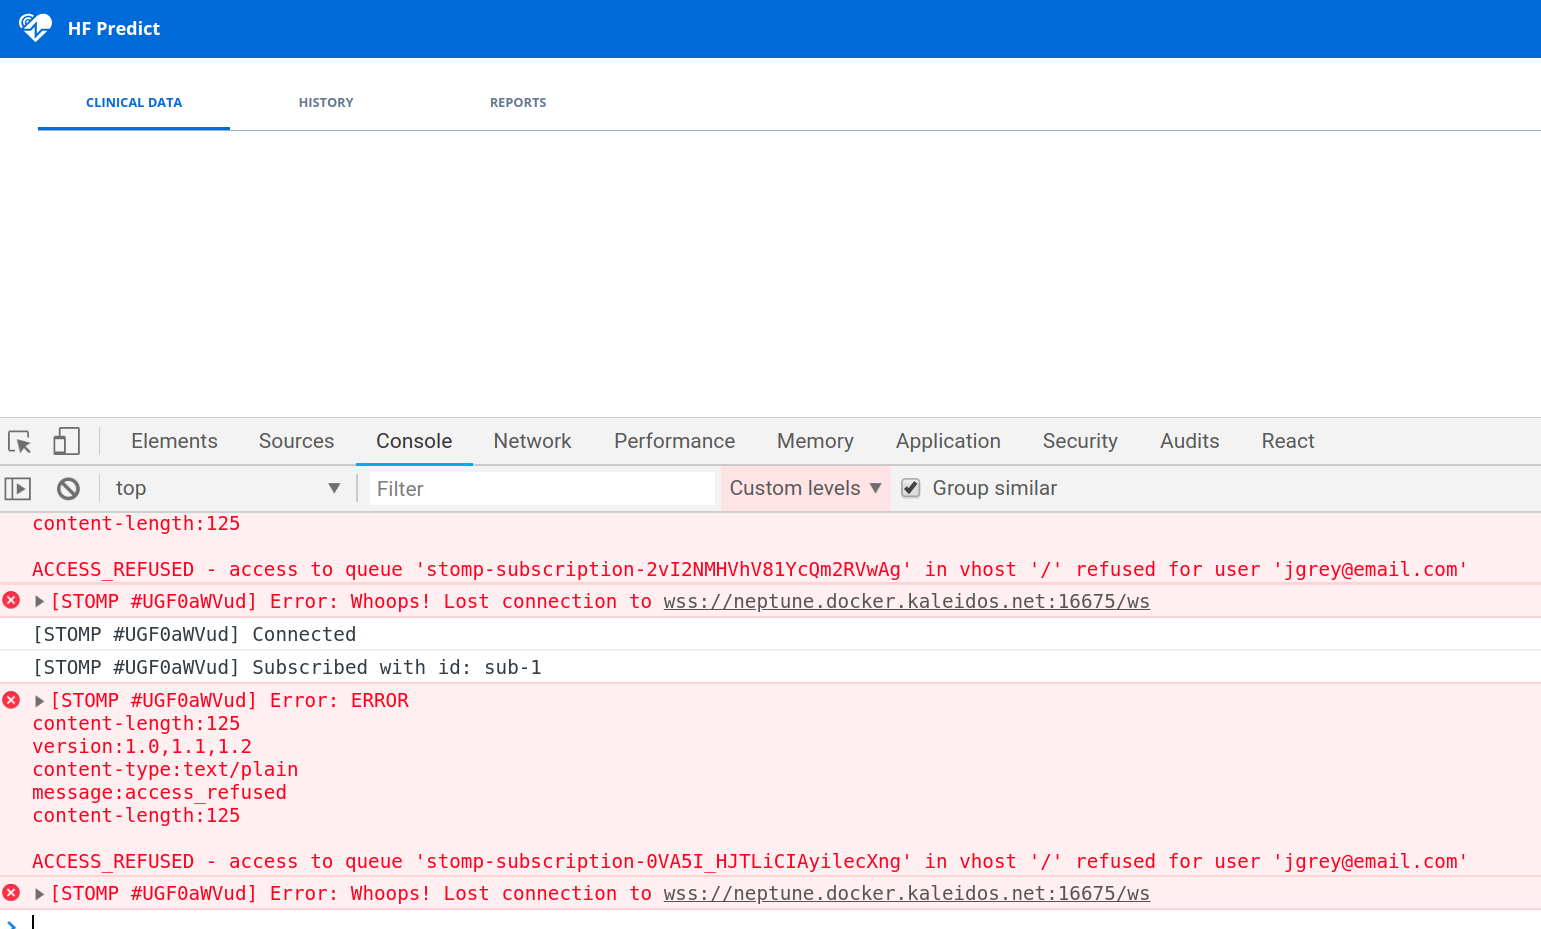 HF Predict
CLINICAL DATA HISTORY REPORTS
Elements Sources Console Network Performance Memory Application Security Audits React
top Filter Custom levels Group similar
content-length:125
ACCESS_REFUSED - access to queue 'stomp-subscription-2vI2NMHVhV81YcQm2RVwAg' in vhost '/' refused for user 'jgrey@email.com'
[STOMP #UGF0aWVud] Error: Whoops! Lost connection to wss://neptune.docker.kaleidos.net:16675/ws
[STOMP #UGF0aWVud] Connected
[STOMP #UGF0aWVud] Subscribed with id: sub-1
[STOMP #UGF0aWVud] Error: ERROR
content-length:125
version:1.0,1.1,1.2
content-type:text/plain
message:access_refused
content-length:125
ACCESS_REFUSED - access to queue 'stomp-subscription-0VA5I_HJTLiCIAyilecXng' in vhost '/' refused for user 'jgrey@email.com'
[STOMP #UGF0aWVud] Error: Whoops! Lost connection to wss://neptune.docker.kaleidos.net:16675/ws